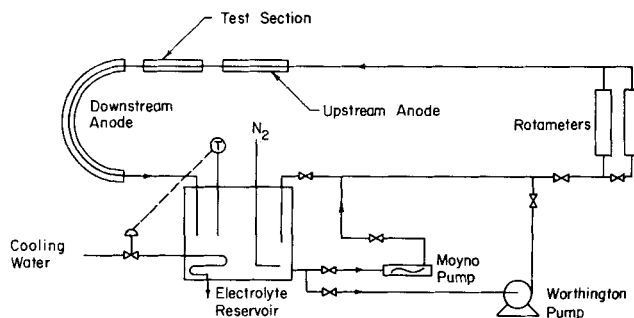 Test Section
Downstream
Anode
Upstream Anode
N2
Rotameters
T
Cooling
Water
Moyno
Pump
Electrolyte
Reservoir
Worthington
Pump